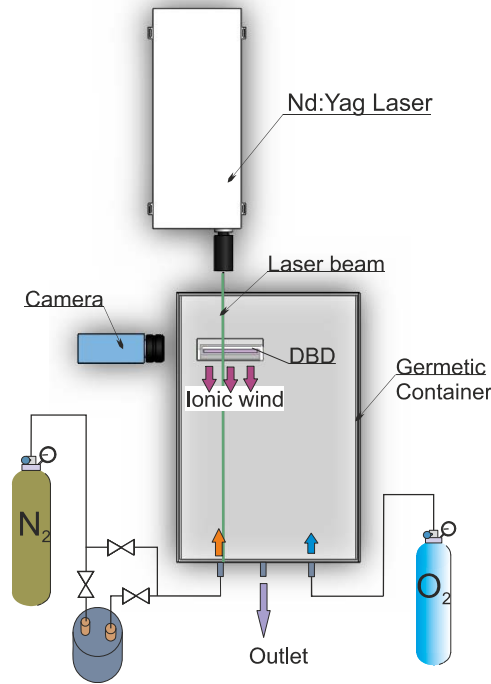 Nd:Yag Laser
Laser beam
Camera
DBD
Germetic
Container
Ionic wind
N2
O2
Outlet